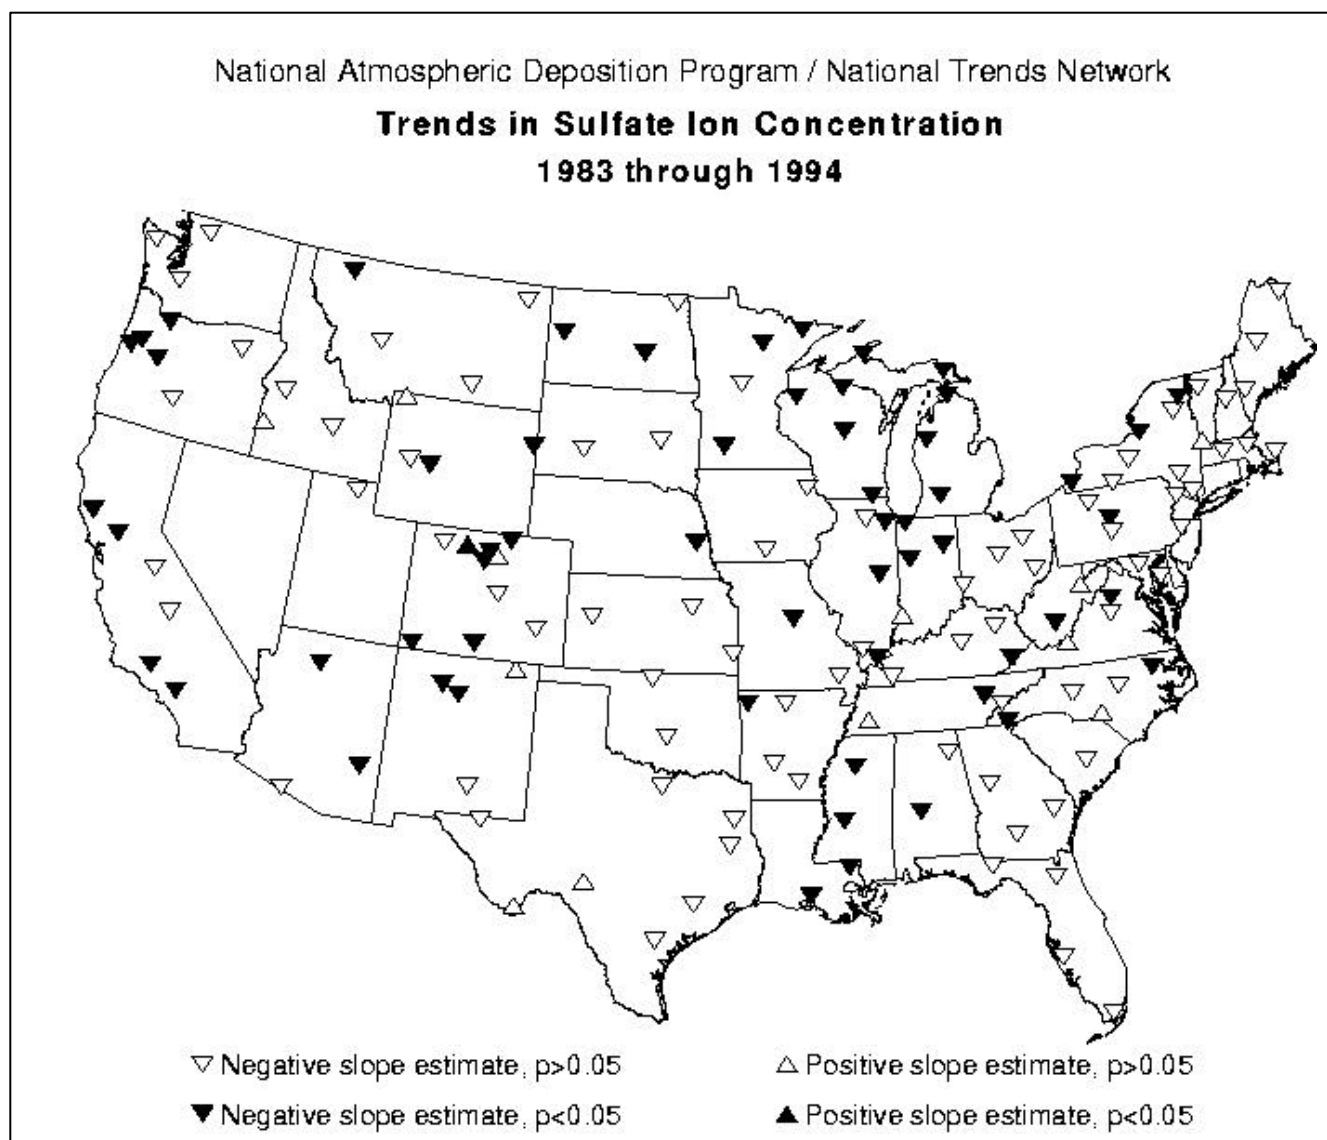 National Atmospheric Deposition Program / National Trends Network
Trends in Sulfate Ion Concentration
1983 through 1994
Negative slope estimate, p>0.05
Positive slope estimate, p>0.05
Negative slope estimate, p<0.05
Positive slope estimate, p<0.05